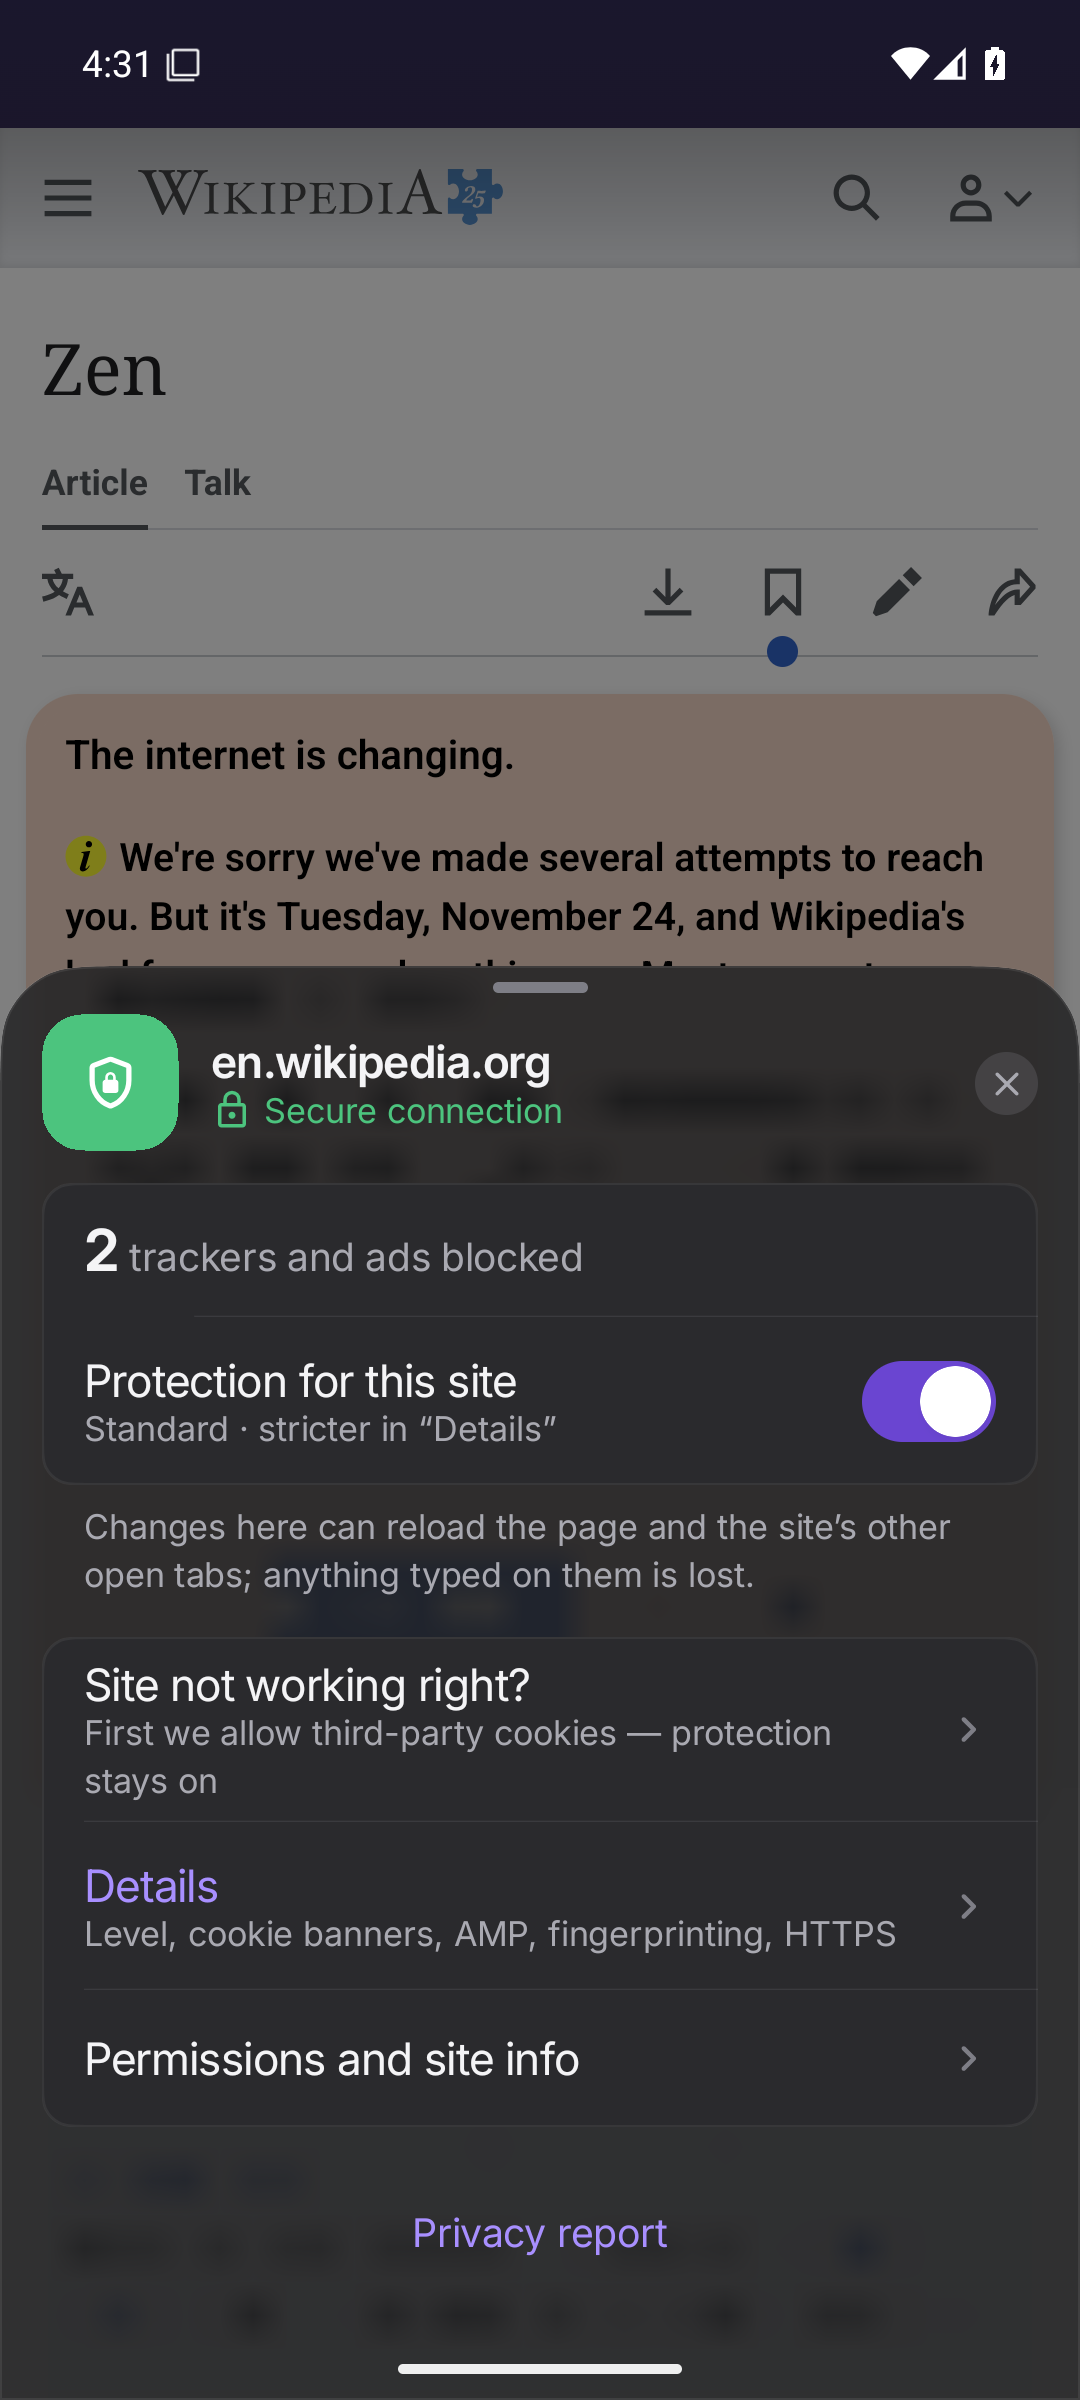 4:31
WIKIPEDIA 25
Zen
Article Talk
The internet is changing.
We're sorry we've made several attempts to reach
you. But it's Tuesday, November 24, and Wikipedia's
en.wikipedia.org
Secure connection
2 trackers and ads blocked
Protection for this site
Standard · stricter in “Details”
Changes here can reload the page and the site’s other
open tabs; anything typed on them is lost.
Site not working right?
First we allow third-party cookies — protection
stays on
Details
Level, cookie banners, AMP, fingerprinting, HTTPS
Permissions and site info
Privacy report